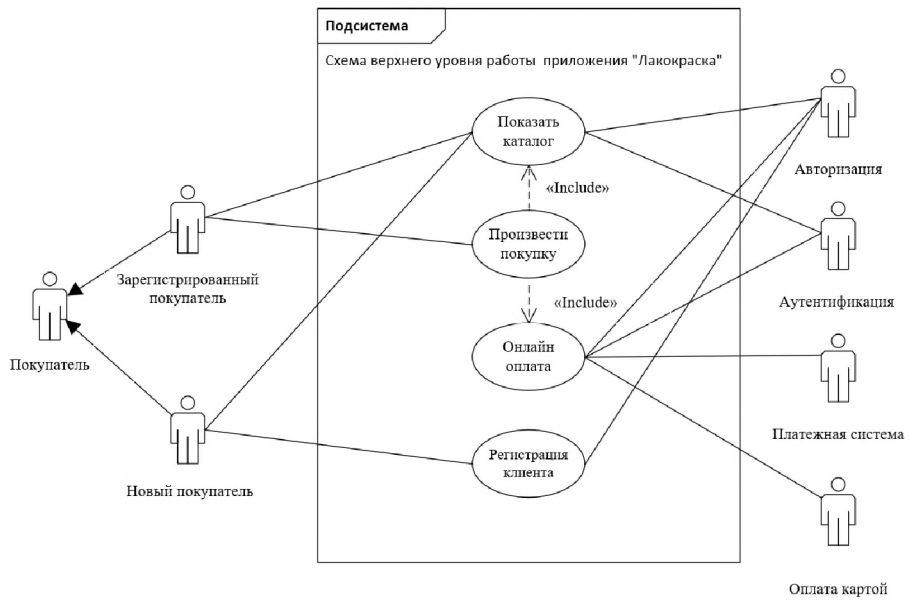 Подсистема
Схема верхнего уровня работы приложения "Лакокраска"
Показать
каталог
«Include»
Произвести
покупку
«Include»
Онлайн
оплата
Регистрация
клиента
Зарегистрированный
покупатель
Покупатель
Новый покупатель
Авторизация
Аутентификация
Платежная система
Оплата картой